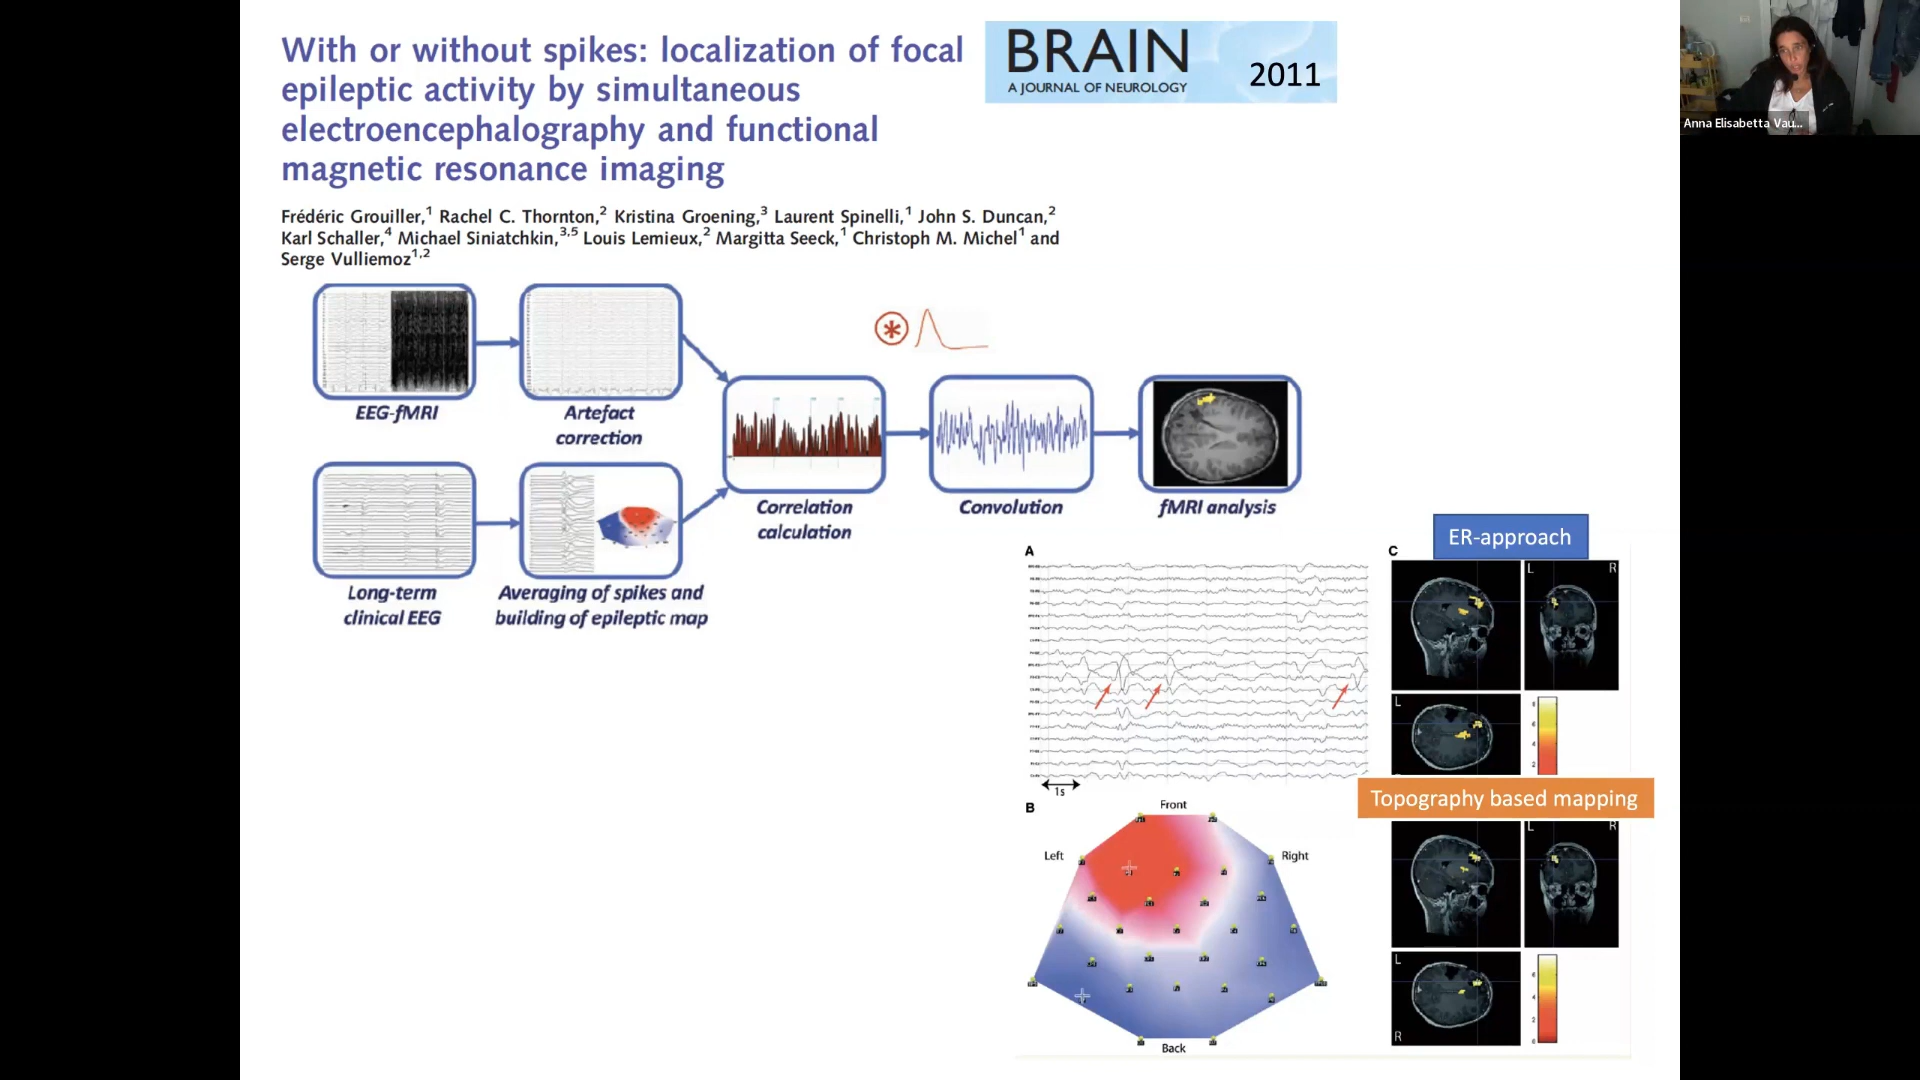 With or without spikes: localization of focal
epileptic activity by simultaneous
electroencephalography and functional
magnetic resonance imaging
BRAIN
A JOURNAL OF NEUROLOGY
2011
Anna Elisabetta Vau...
Frédéric Grouiller,1 Rachel C. Thornton,2 Kristina Groening,3 Laurent Spinelli,1 John S. Duncan,2
Karl Schaller,4 Michael Siniatchkin,3,5 Louis Lemieux,2 Margitta Seeck,1 Christoph M. Michel1 and
Serge Vulliemoz1,2
EEG-fMRI
Artefact
correction
Correlation
calculation
Convolution
fMRI analysis
Long-term
clinical EEG
Averaging of spikes and
building of epileptic map
A
1s
B
Front
Left
Right
Back
C
ER-approach
L
R
L
4
2
Topography based mapping
L
R
L
R
4
2